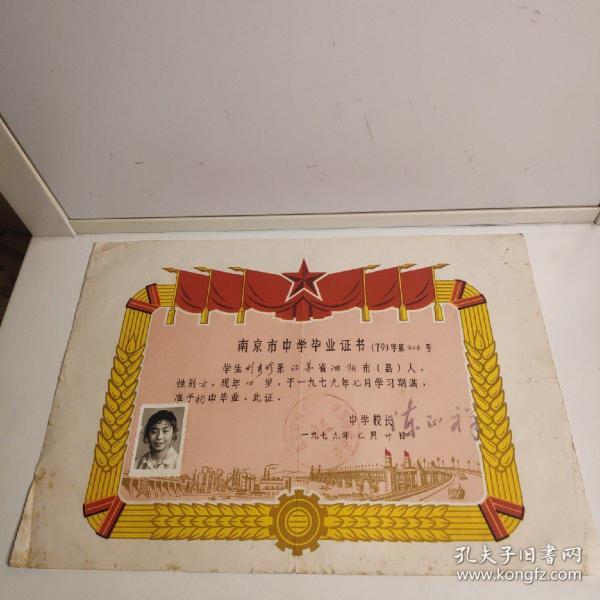 南京市中学毕业证书 (79)字第506号
学生刘 系江苏省泗阳市(县)人,
性别女,现年16岁,于一九七九年七月学习期满,
准予初中毕业。此证。
中学校长
一九七九年七月廿日
孔夫子旧书网
www.kongfz.com